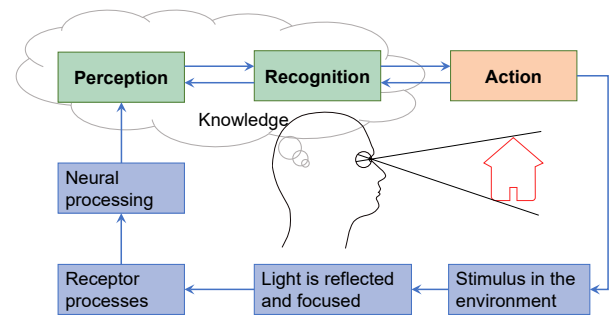 Perception
Recognition
Action
Knowledge
Neural
processing
Receptor
processes
Light is reflected
and focused
Stimulus in the
environment